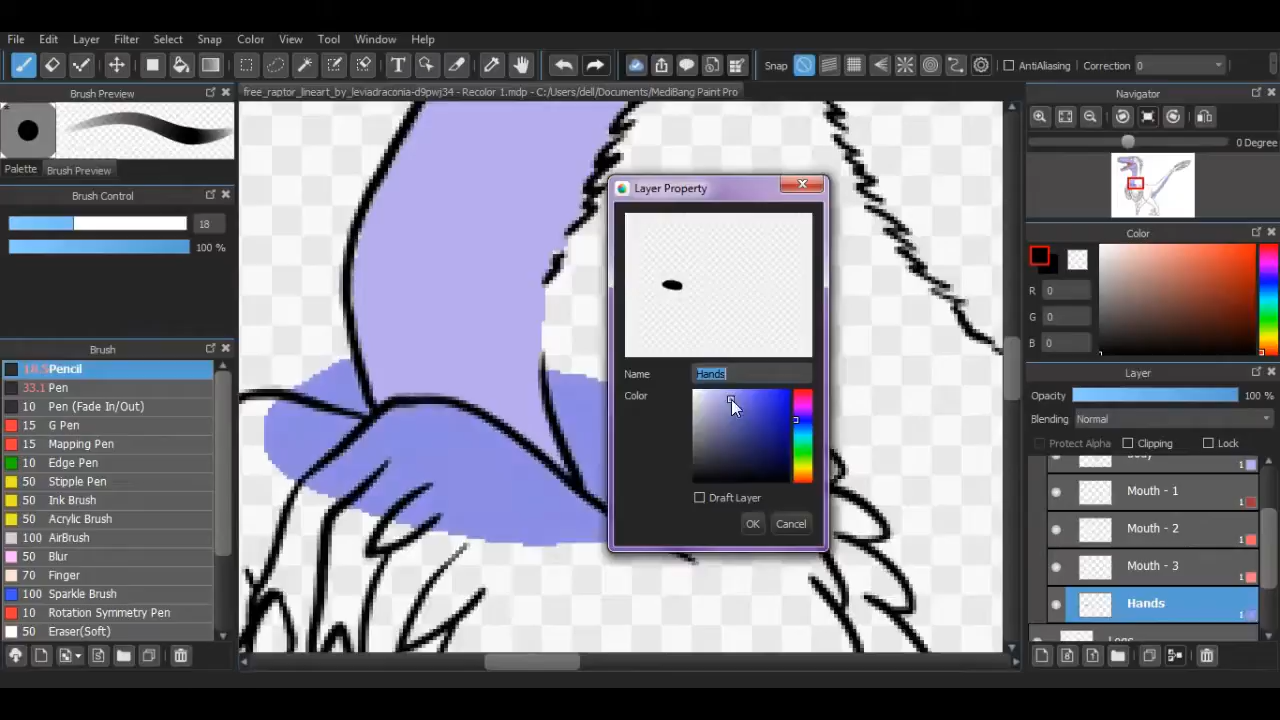 File Edit Layer Filter Select Snap Color View Tool Window Help
T Snap AntiAliasing Correction 0
Brush Preview
free_raptor_lineart_by_leviadraconia-d9pwj34 - Recolor 1.mdp - C:/Users/dell/Documents/MediBang Paint Pro
Navigator
0 Degree
Palette Brush Preview
Brush Control
18
100 %
Layer Property
Name Hands
Color
Draft Layer
OK Cancel
Color
R 0
G 0
B 0
Brush
Pencil
33.1 Pen
10 Pen (Fade In/Out)
15 G Pen
15 Mapping Pen
10 Edge Pen
50 Stipple Pen
50 Ink Brush
50 Acrylic Brush
100 AirBrush
50 Blur
70 Finger
100 Sparkle Brush
10 Rotation Symmetry Pen
50 Eraser(Soft)
Layer
Opacity 100 %
Blending Normal
Protect Alpha Clipping Lock
1
Mouth - 1 1
Mouth - 2 1
Mouth - 3 1
Hands 1